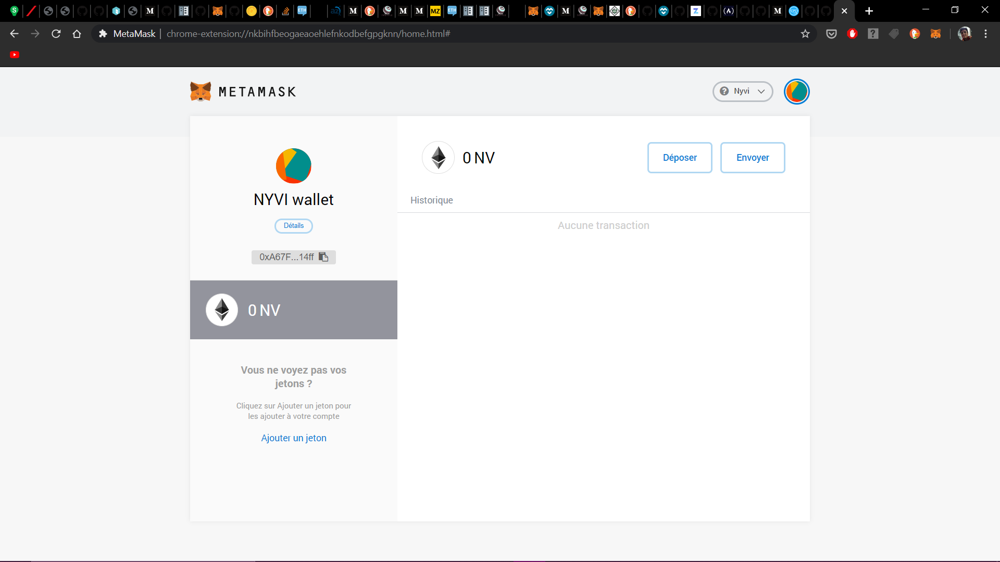 MetaMask
chrome-extension://nkbihfbeogaeaoehlefnkodbefgpgknn/home.html#
METAMASK
Nyvi
NYVI wallet
Détails
0xA67F...14ff
0 NV
Vous ne voyez pas vos
jetons ?
Cliquez sur Ajouter un jeton pour
les ajouter à votre compte
Ajouter un jeton
0 NV
Déposer
Envoyer
Historique
Aucune transaction